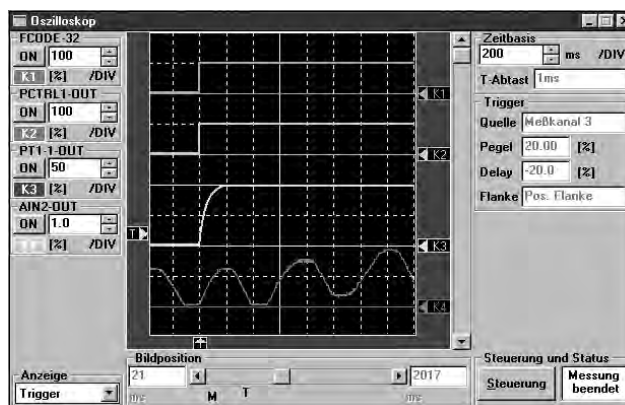 Oszilloskop
FCODE-32
ON 100
K1 [%] /DIV
PCTRL1-OUT
ON 100
K2 [%] /DIV
PT1-1-OUT
ON 50
K3 [%] /DIV
AIN2-OUT
ON 1.0
[%] /DIV
Anzeige
Trigger
K1
K2
T
K3
K4
Bildposition
21
2017
ms
M T
ms
Zeitbasis
200 ms /DIV
T-Abtast 1ms
Trigger
Quelle Meßkanal 3
Pegel 20.00 [%]
Delay -20.0 [%]
Flanke Pos. Flanke
Steuerung und Status
Steuerung
Messung
beendet